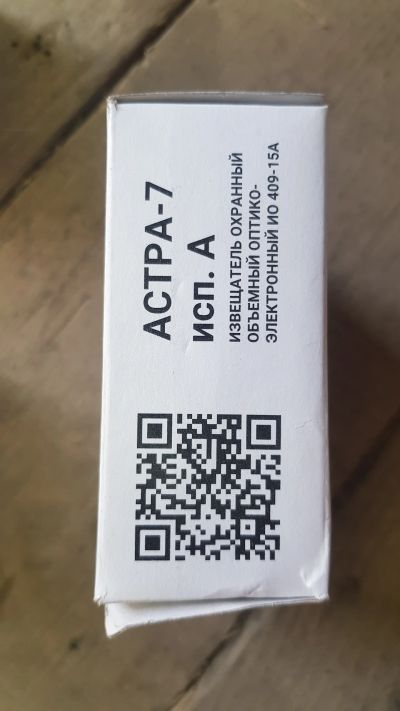 АСТРА-7
исп. А
ИЗВЕЩАТЕЛЬ ОХРАННЫЙ
ОБЪЕМНЫЙ ОПТИКО-
ЭЛЕКТРОННЫЙ ИО 409-15А